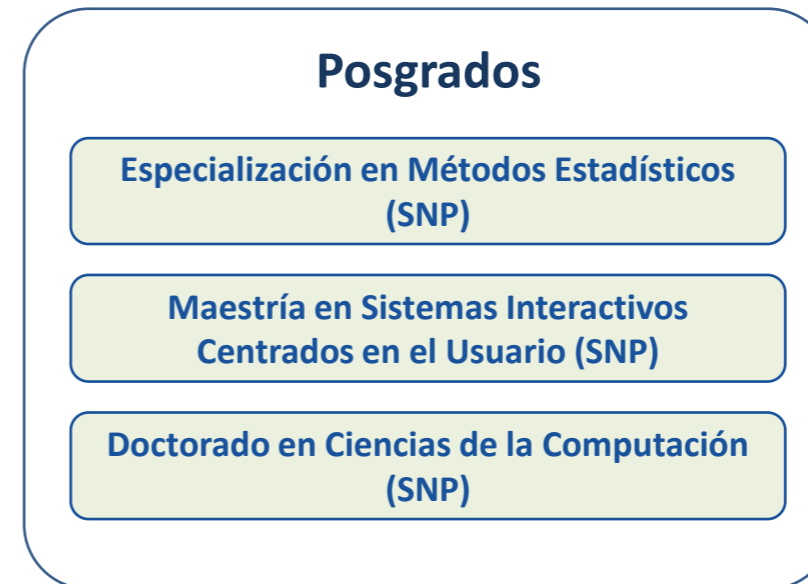 Posgrados
Especialización en Métodos Estadísticos
(SNP)
Maestría en Sistemas Interactivos
Centrados en el Usuario (SNP)
Doctorado en Ciencias de la Computación
(SNP)